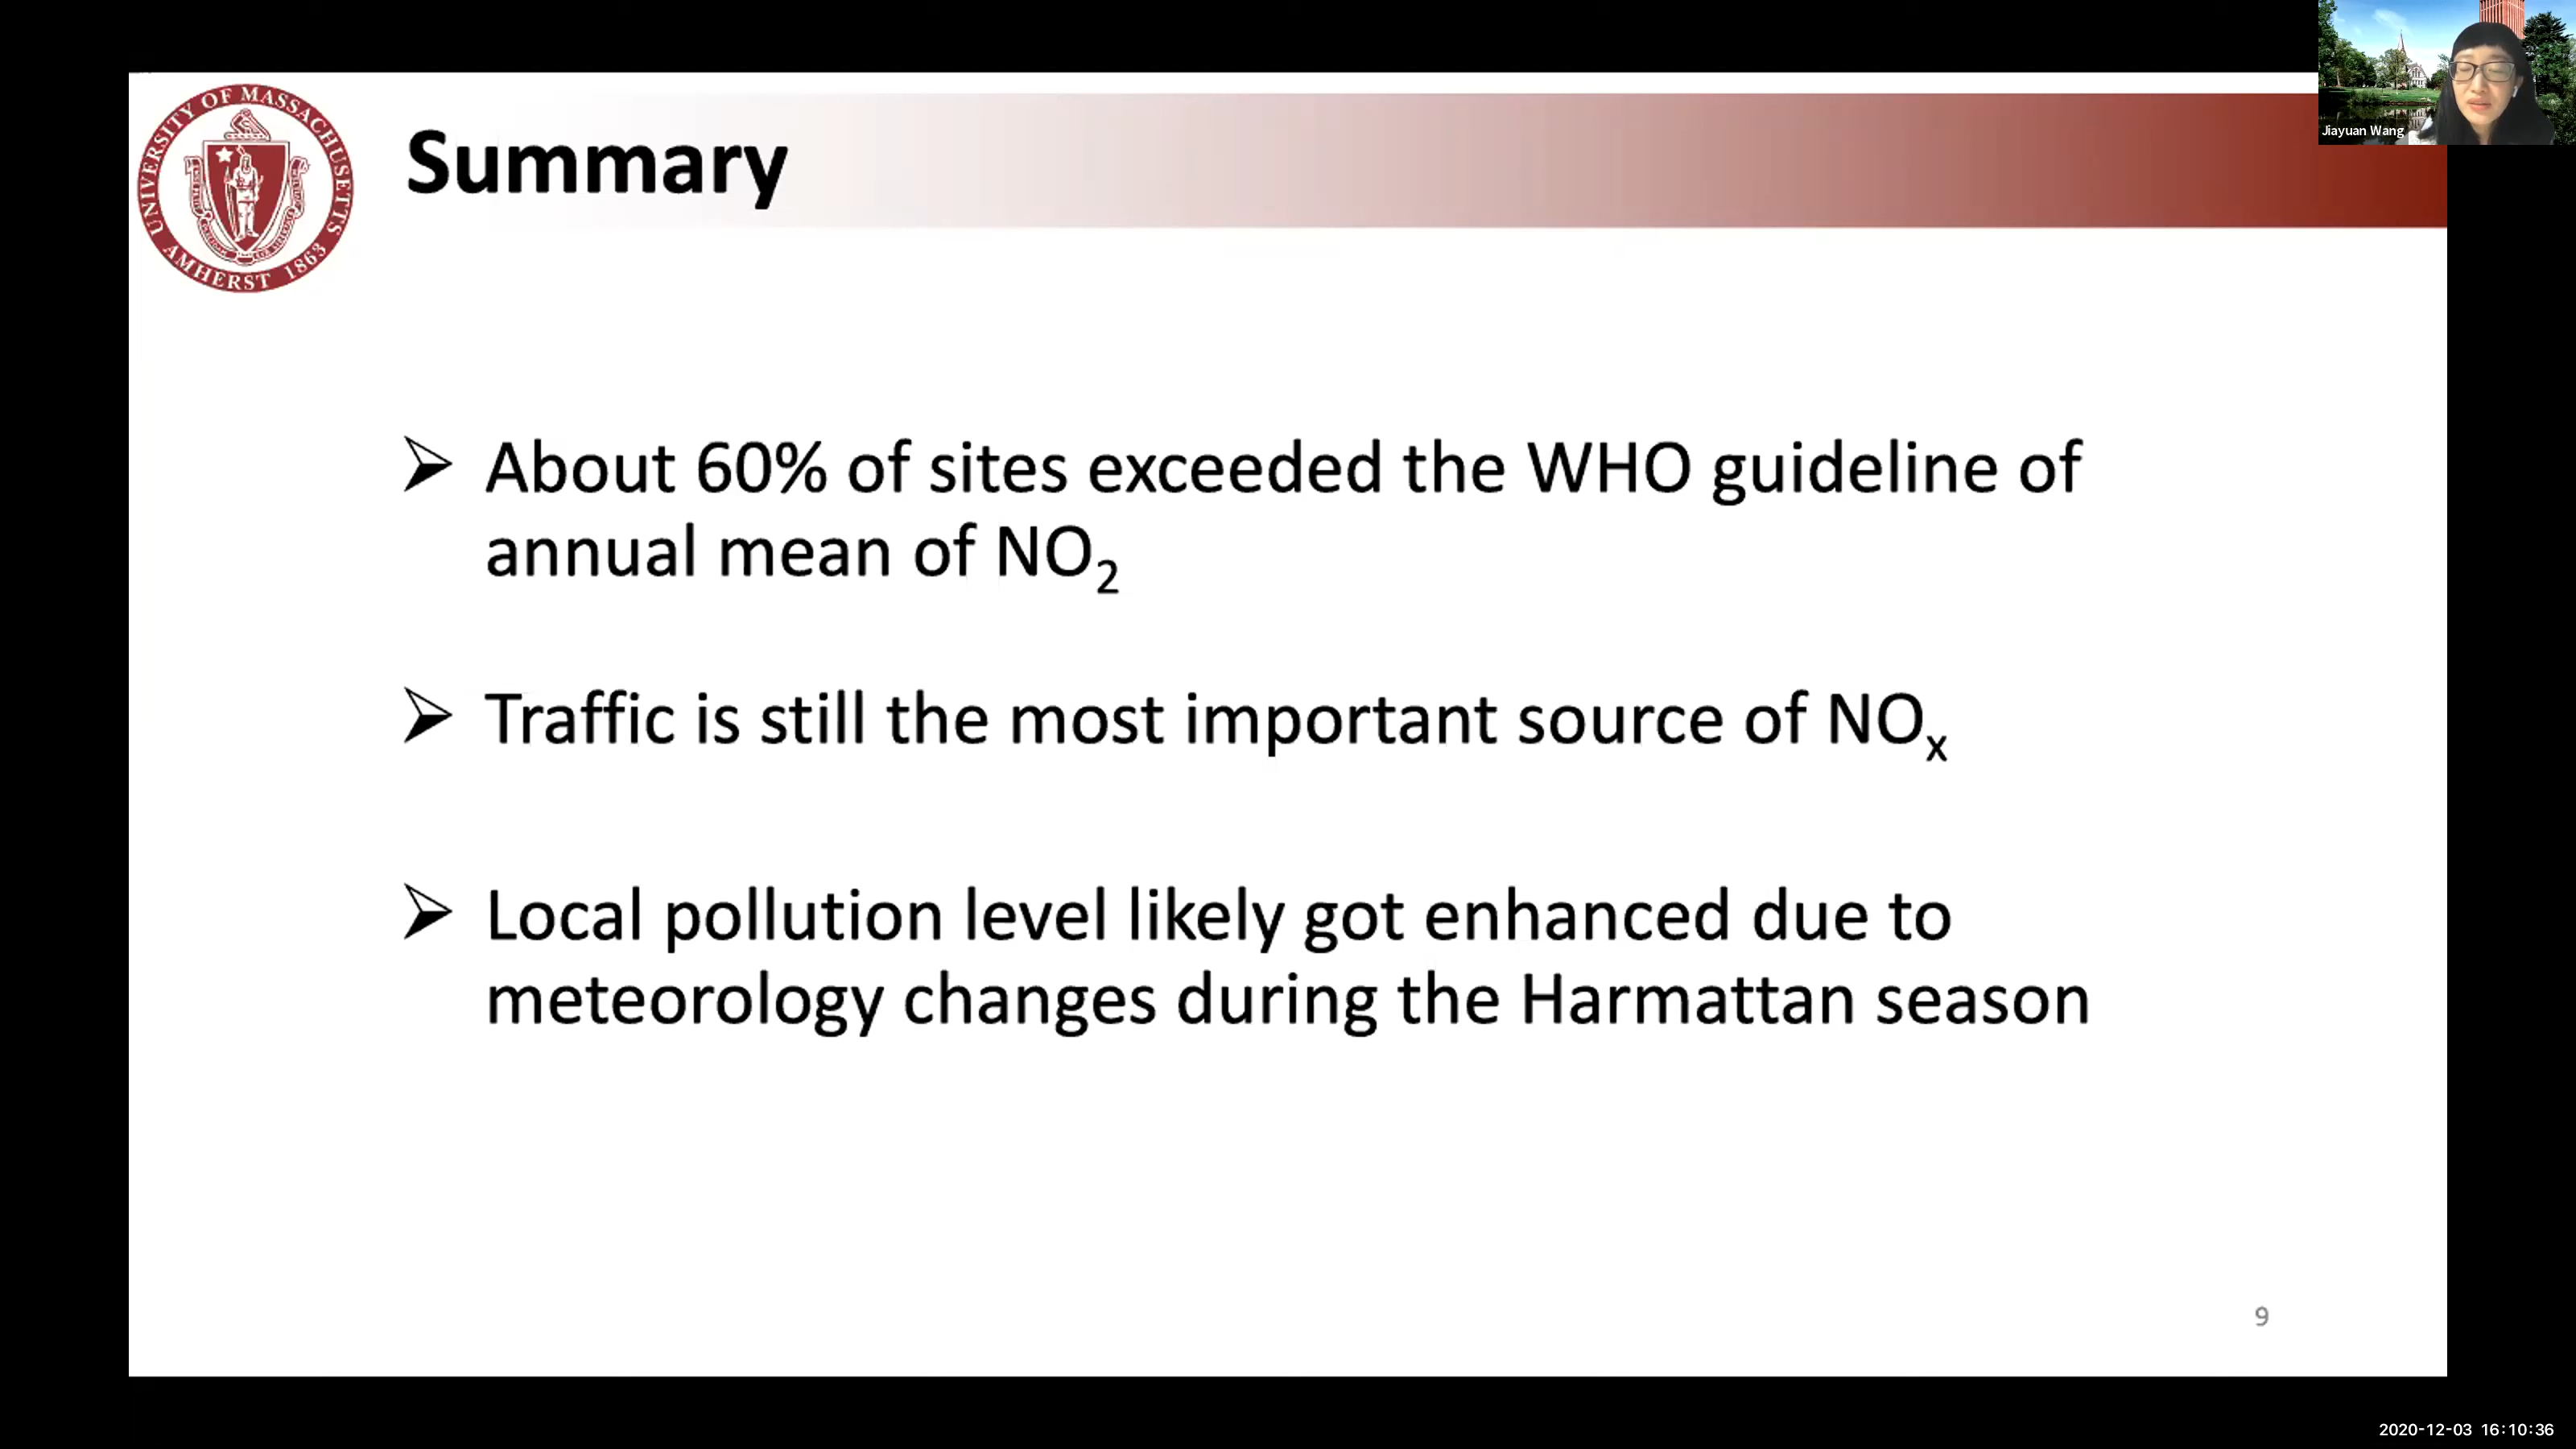 UNIVERSITY OF MASSACHUSETTS
AMHERST 1863
Summary
Jiayuan Wang
➢ About 60% of sites exceeded the WHO guideline of
annual mean of NO₂
➢ Traffic is still the most important source of NOₓ
➢ Local pollution level likely got enhanced due to
meteorology changes during the Harmattan season
9
2020-12-03 16:10:36